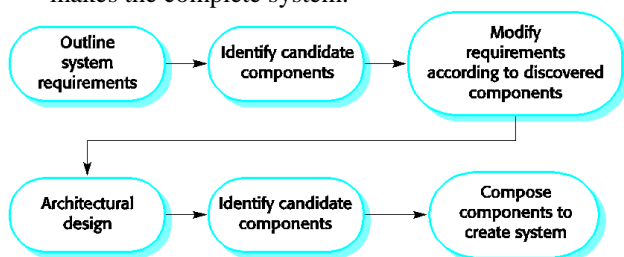 makes the complete system.
Outline
system
requirements
Identify candidate
components
Modify
requirements
according to discovered
components
Architectural
design
Identify candidate
components
Compose
components to
create system